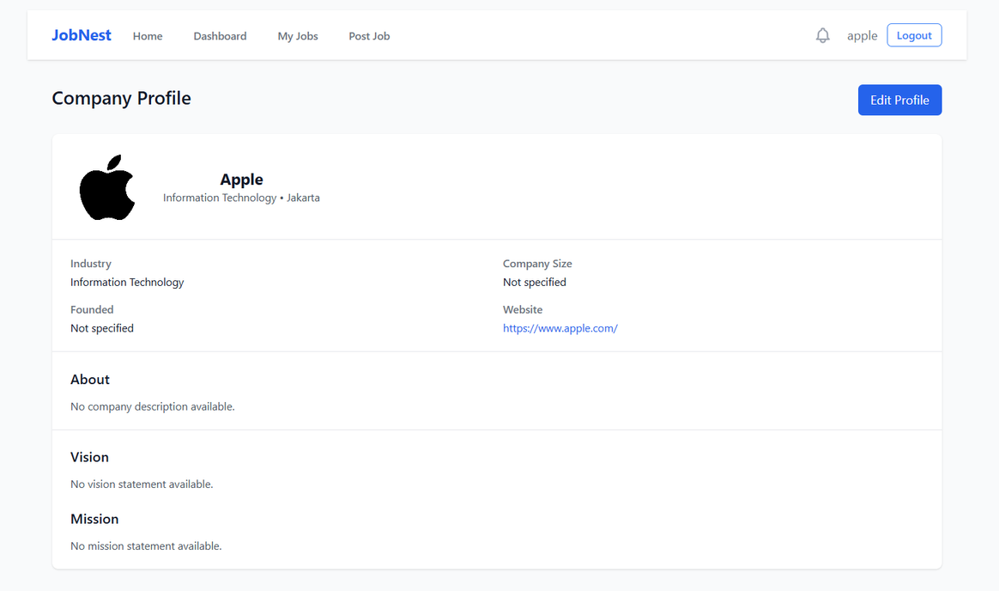 JobNest Home Dashboard My Jobs Post Job apple Logout
Company Profile Edit Profile
Apple
Information Technology • Jakarta
Industry Company Size
Information Technology Not specified
Founded Website
Not specified https://www.apple.com/
About
No company description available.
Vision
No vision statement available.
Mission
No mission statement available.